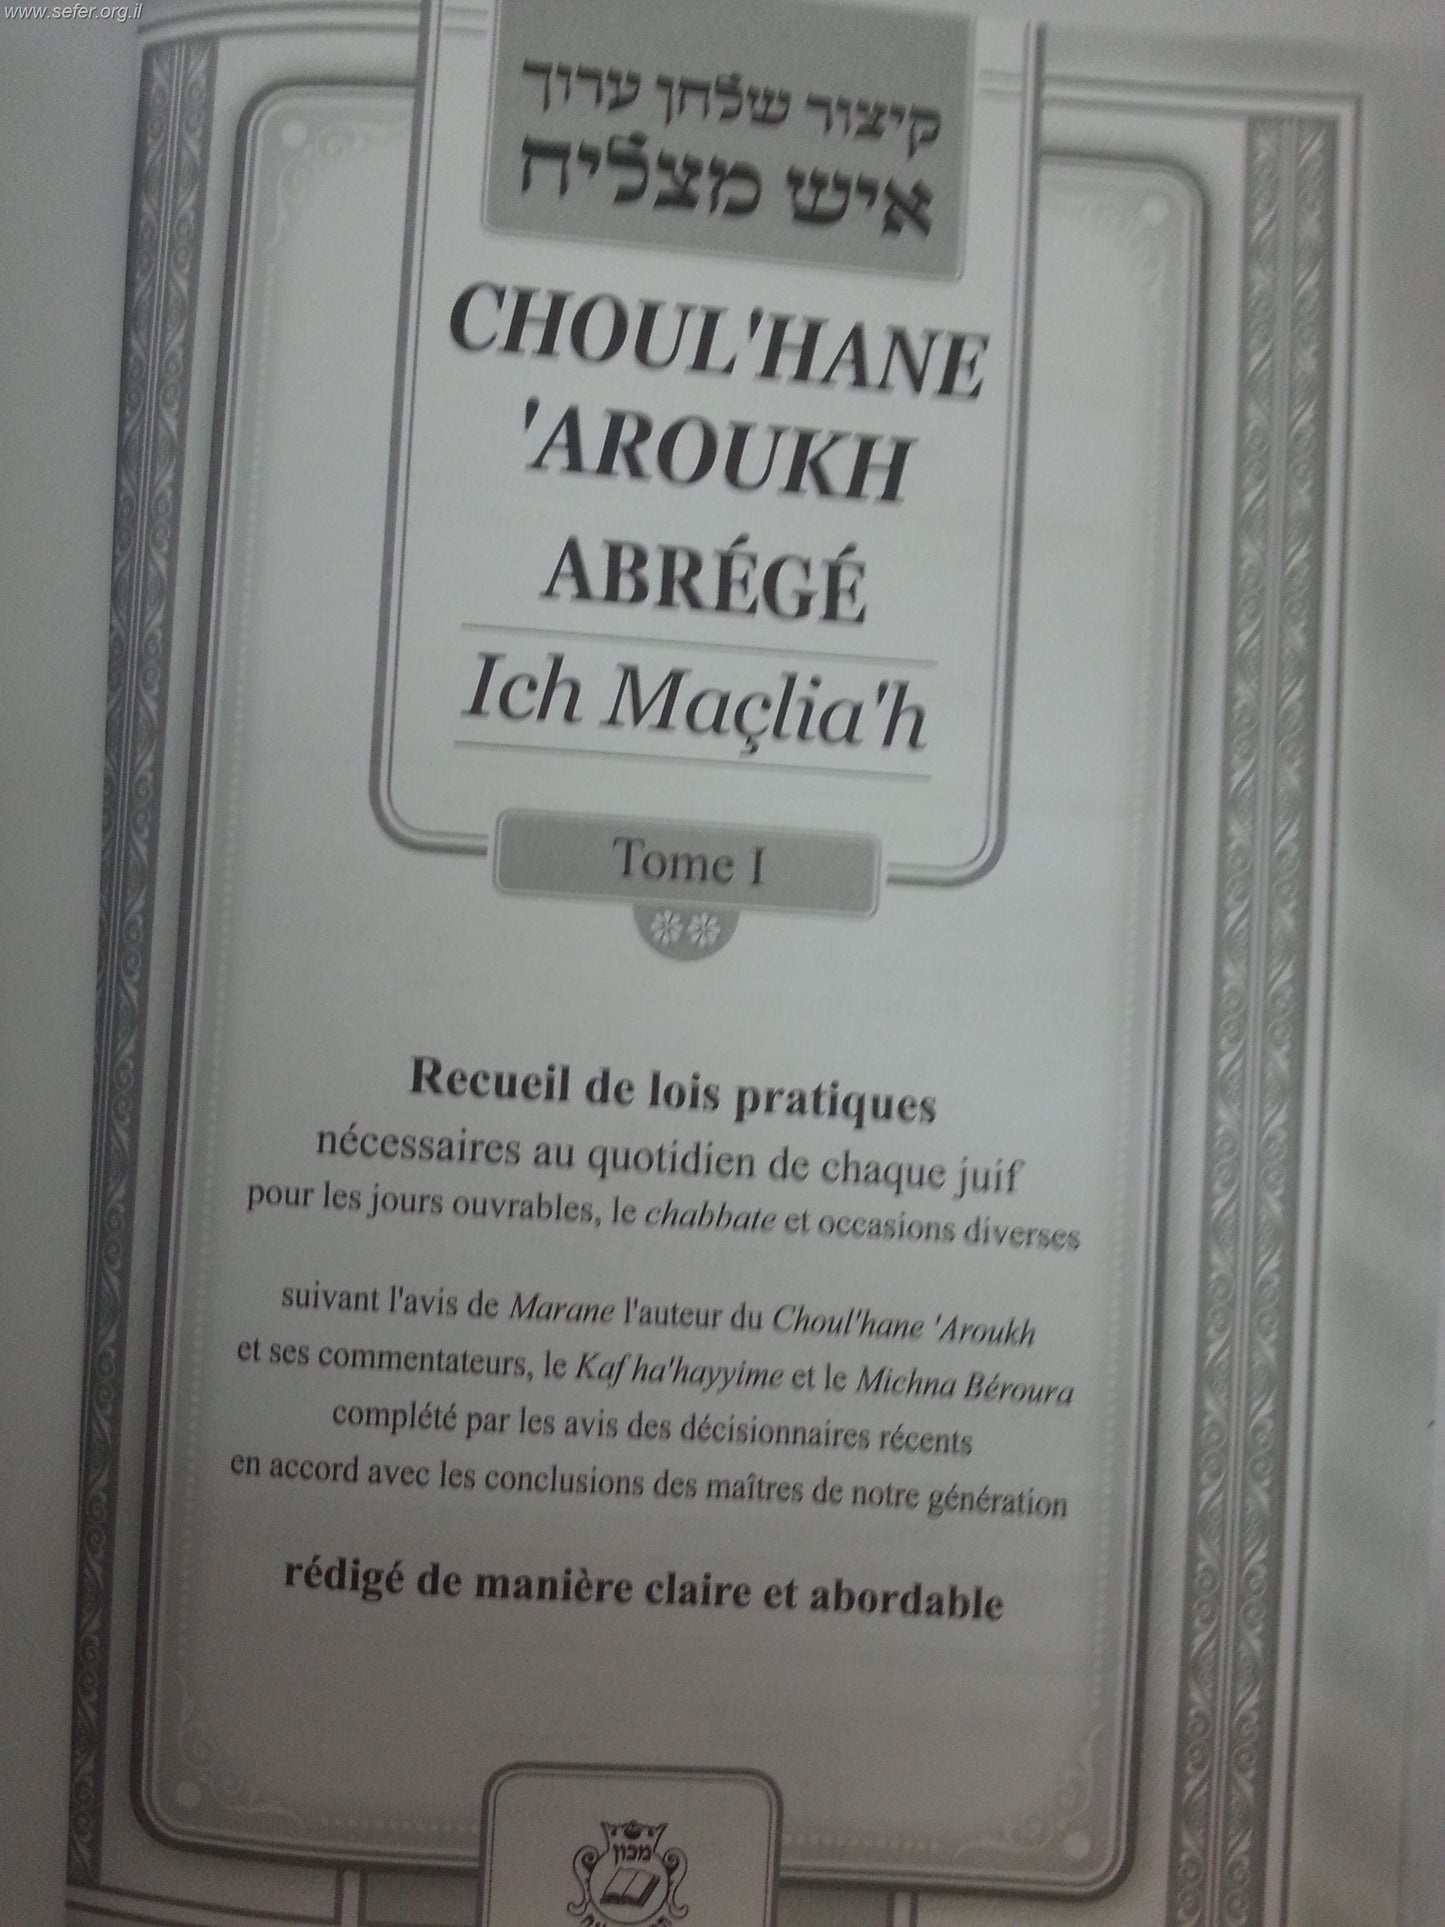 www.sefer.org.il
קיצור שלחן ערוך
איש מצליח
CHOUL'HANE
'AROUKH
ABRÉGÉ
Ich Maçlia'h
Tome I
Recueil de lois pratiques
nécessaires au quotidien de chaque juif
pour les jours ouvrables, le chabbate et occasions diverses
suivant l'avis de Marane l'auteur du Choul'hane 'Aroukh
et ses commentateurs, le Kaf ha'hayyime et le Michna Béroura
complété par les avis des décisionnaires récents
en accord avec les conclusions des maîtres de notre génération
rédigé de manière claire et abordable
מכון